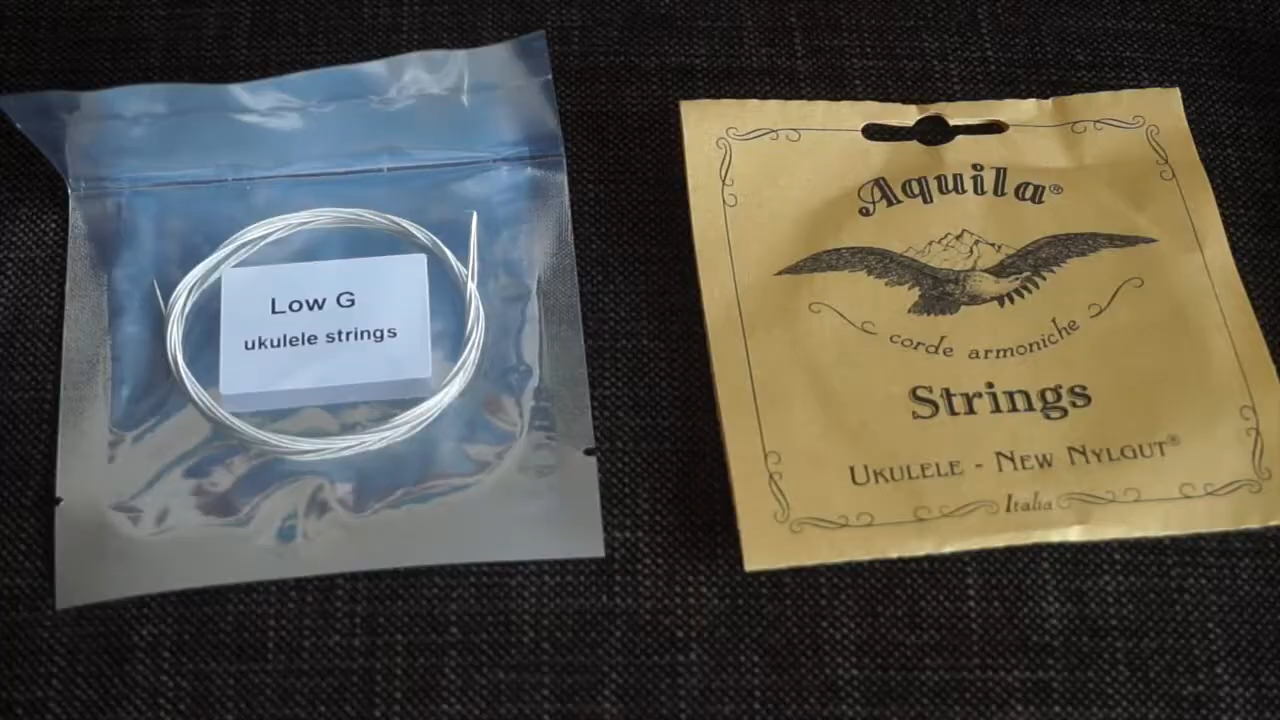 Low G
ukulele strings
Aquila®
corde armoniche
Strings
UKULELE - NEW NYLGUT®
Italia